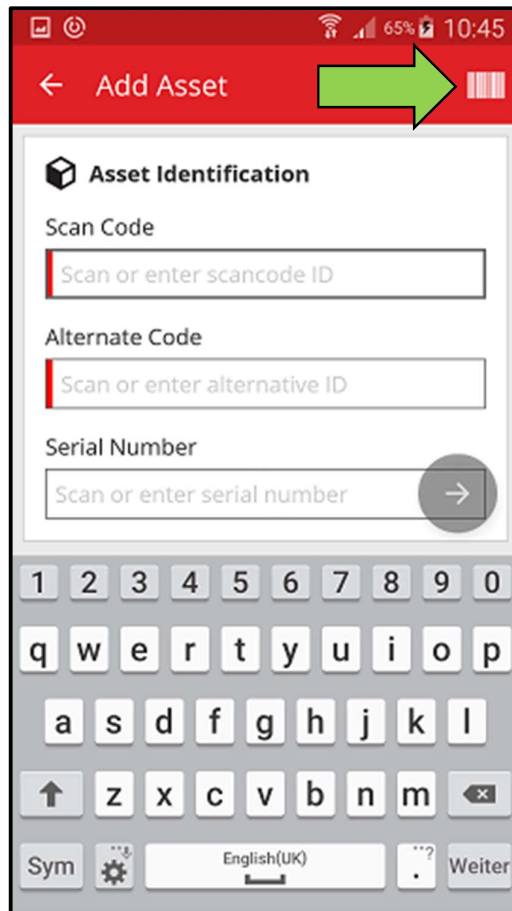 65% 10:45
Add Asset
Asset Identification
Scan Code
Scan or enter scancode ID
Alternate Code
Scan or enter alternative ID
Serial Number
Scan or enter serial number
1 2 3 4 5 6 7 8 9 0
q w e r t y u i o p
a s d f g h j k l
z x c v b n m
Sym English(UK) . ...? Weiter